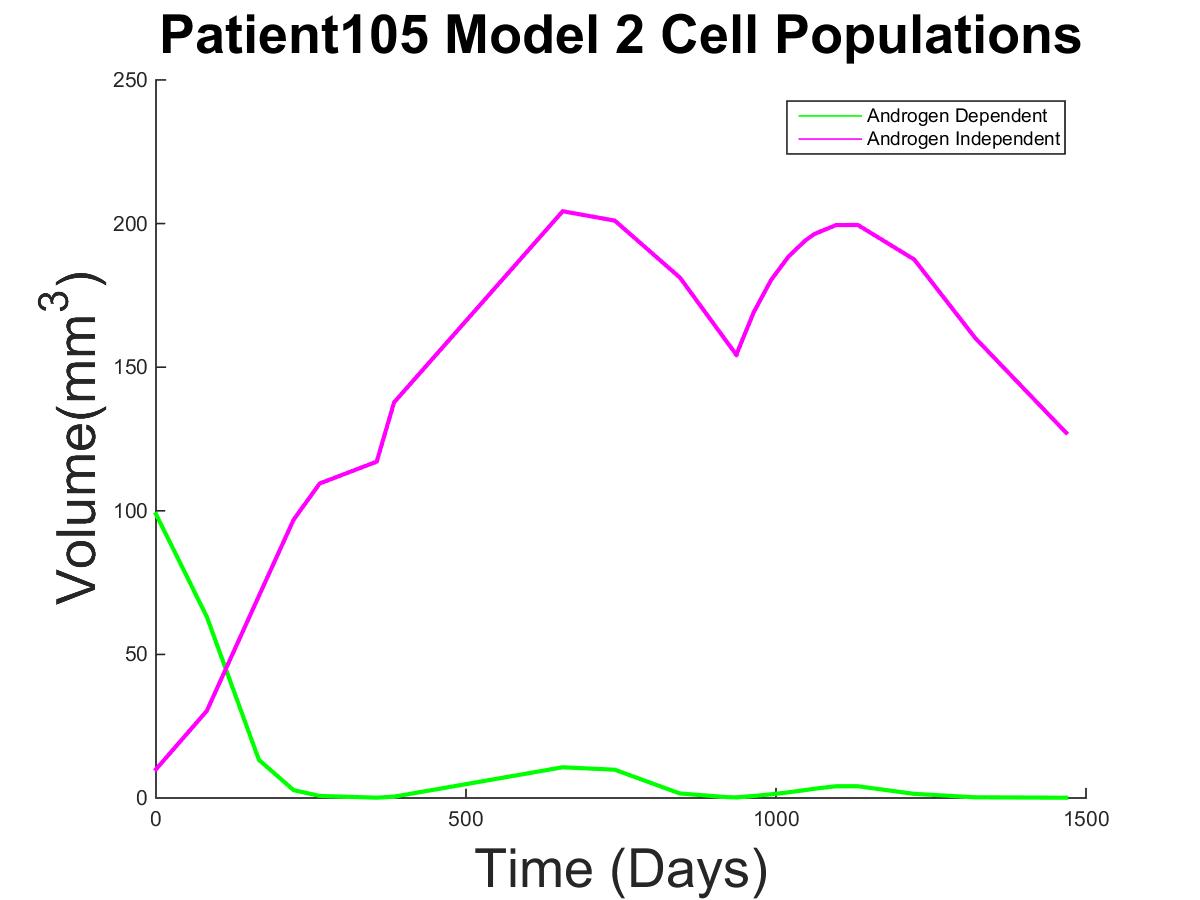 Patient105 Model 2 Cell Populations
250
200
150
100
50
0
Volume(mm³)
Androgen Dependent
Androgen Independent
0 500 1000 1500
Time (Days)